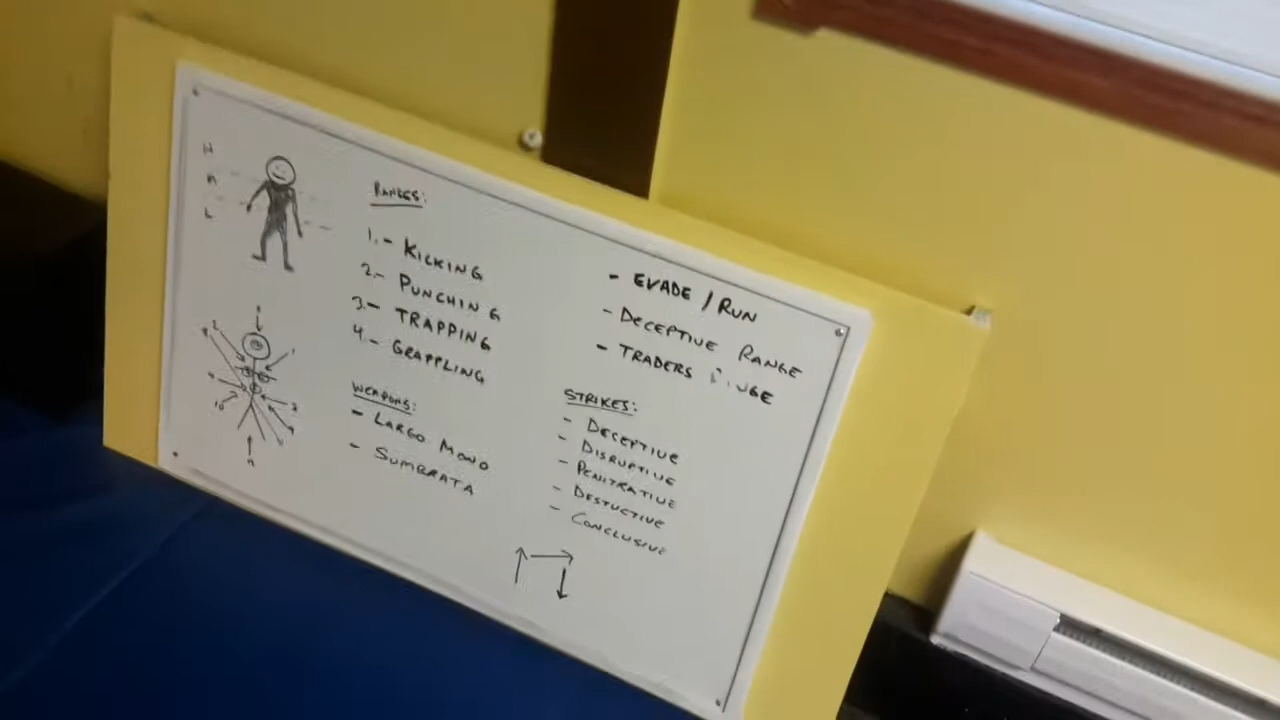 H
M
L
RANGES:
1.- KICKING
2.- PUNCHING
3.- TRAPPING
4.- GRAPPLING
- EVADE / RUN
- DECEPTIVE RANGE
- TRADERS
WEAPONS:
- LARGO MONO
- SUMBRATA
STRIKES:
- DECEPTIVE
- DISRUPTIVE
- PENITRATIVE
- DESTUCTIVE
- CONCLUSIVE